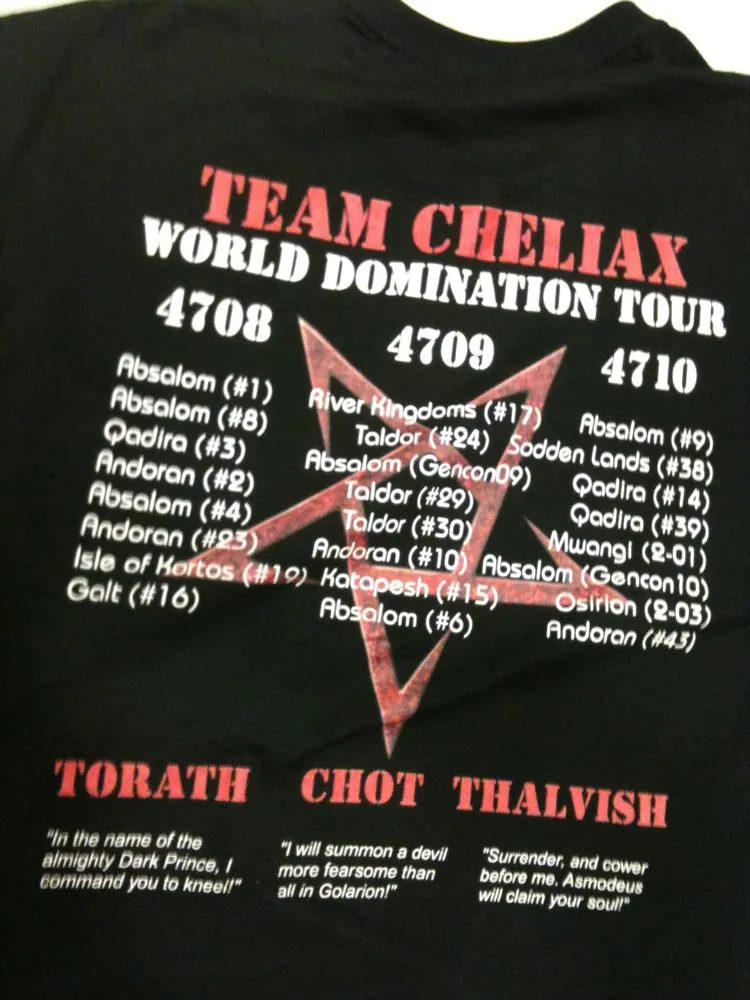 TEAM CHELIAX
WORLD DOMINATION TOUR
4708
Absalom (#1)
Absalom (#8)
Qadira (#3)
Andoran (#2)
Absalom (#4)
Andoran (#23)
Isle of Kortos (#19)
Galt (#16)
4709
River Kingdoms (#17)
Taldor (#24)
Absalom (Gencon09)
Taldor (#29)
Taldor (#30)
Andoran (#10)
Katapesh (#15)
Absalom (#6)
4710
Absalom (#9)
Sodden Lands (#38)
Qadira (#14)
Qadira (#39)
Mwangi (2-01)
Absalom (Gencon10)
Osirion (2-03)
Andoran (#43)
TORATH
"In the name of the
almighty Dark Prince, I
command you to kneel!"
CHOT
"I will summon a devil
more fearsome than
all in Golarion!"
THALVISH
"Surrender, and cower
before me. Asmodeus
will claim your soul!"